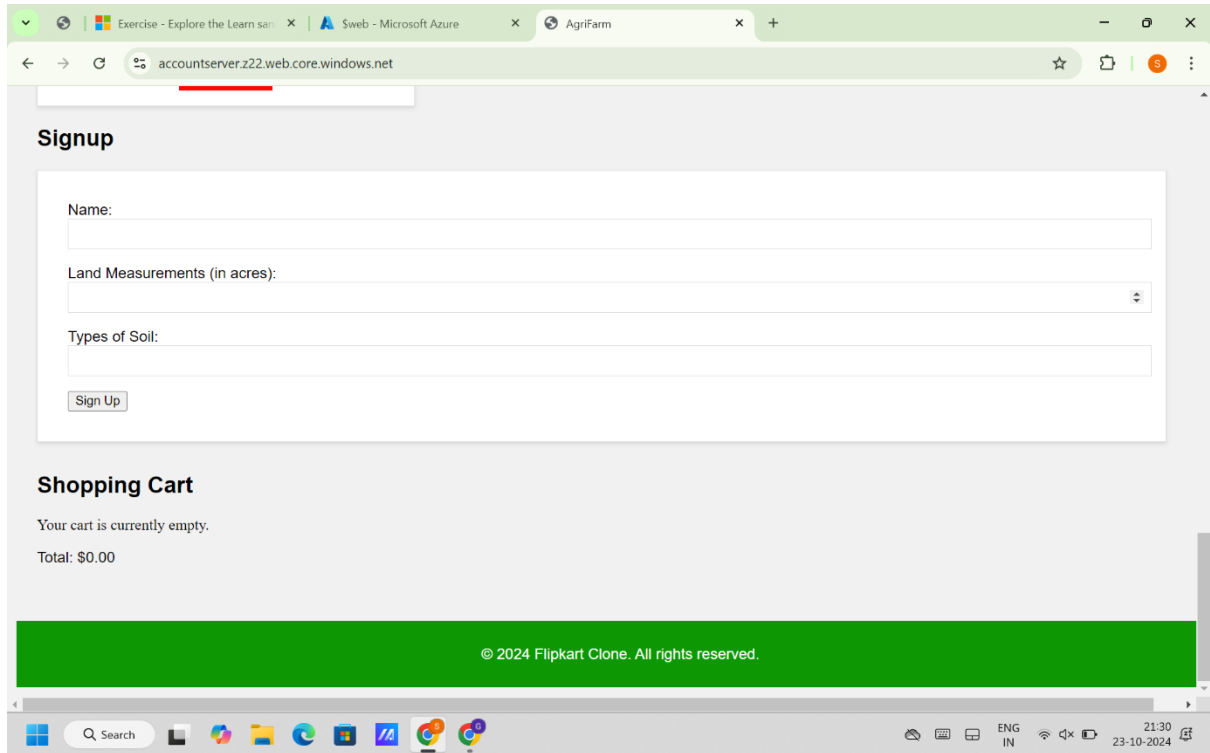 Exercise - Explore the Learn san
$web - Microsoft Azure
AgriFarm
accountserver.z22.web.core.windows.net
S
Signup
Name:
Land Measurements (in acres):
Types of Soil:
Sign Up
Shopping Cart
Your cart is currently empty.
Total: $0.00
© 2024 Flipkart Clone. All rights reserved.
Search
S
G
ENG
IN
21:30
23-10-2024